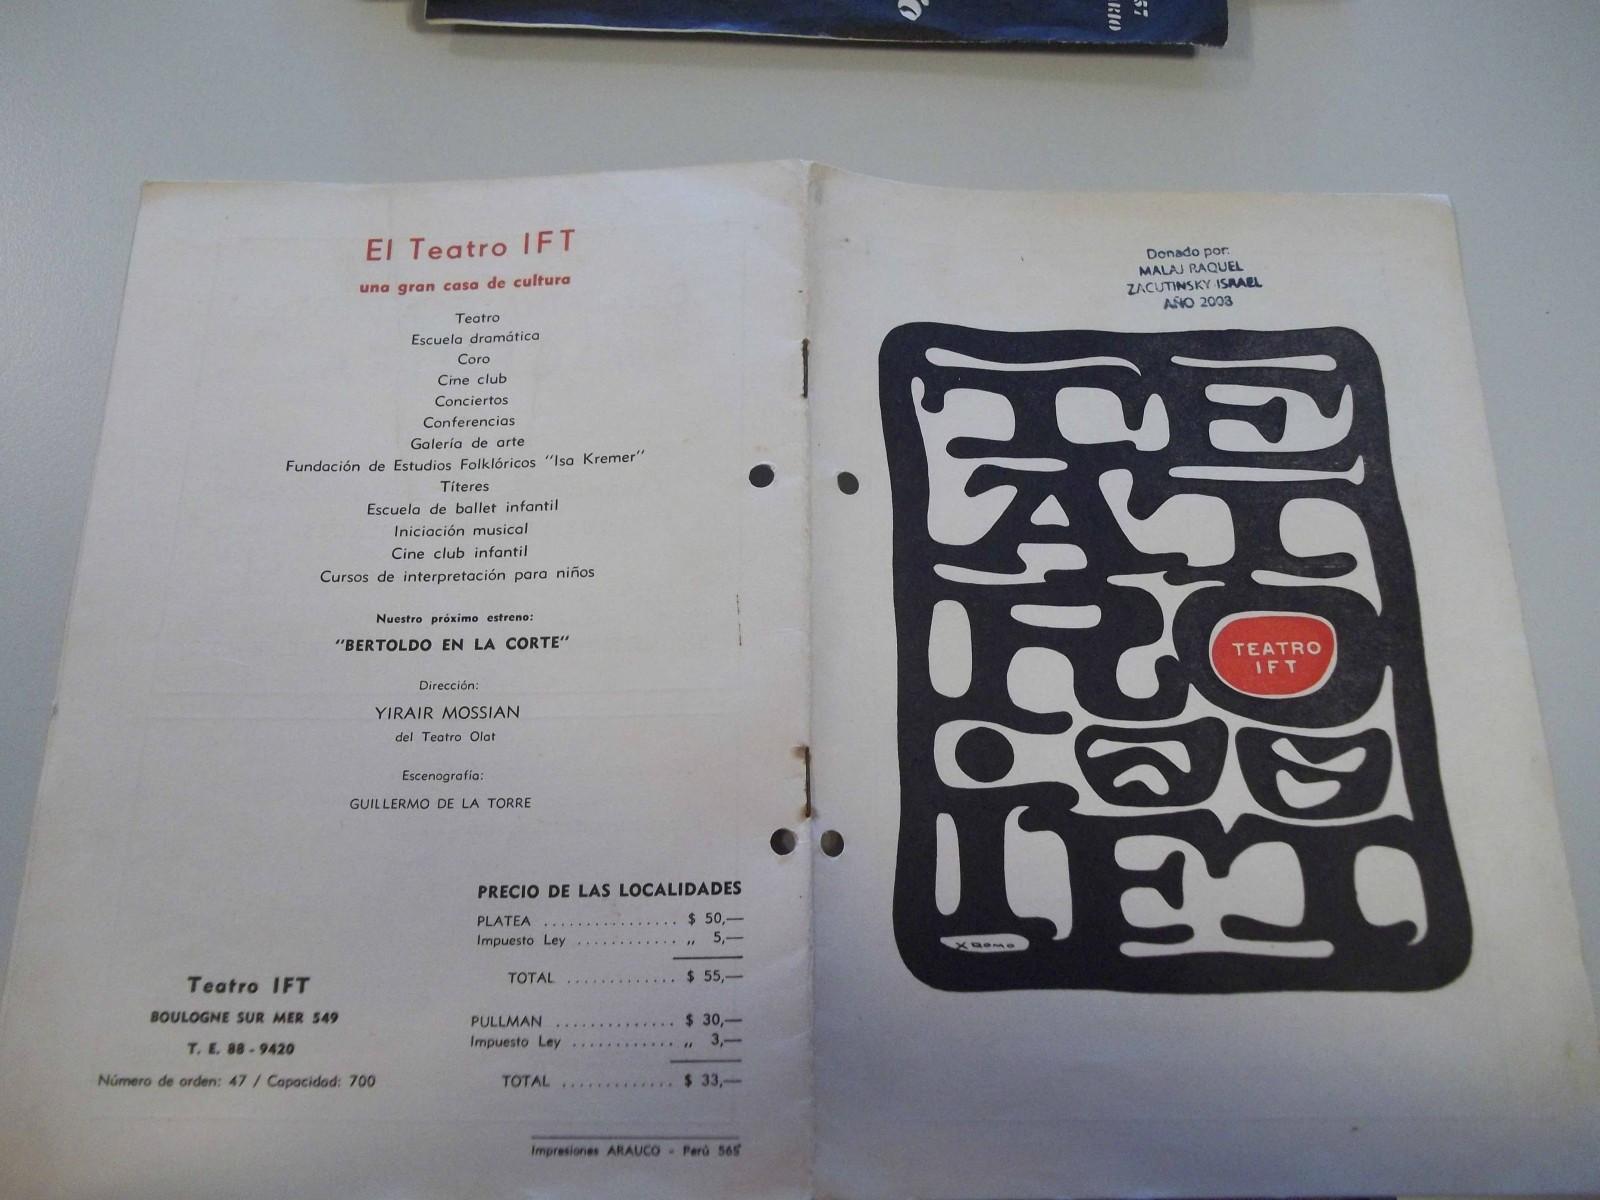 El Teatro IFT
una gran casa de cultura
Teatro
Escuela dramática
Coro
Cine club
Conciertos
Conferencias
Galería de arte
Fundación de Estudios Folklóricos "Isa Kremer"
Títeres
Escuela de ballet infantil
Iniciación musical
Cine club infantil
Cursos de interpretación para niños
Nuestro próximo estreno:
"BERTOLDO EN LA CORTE"
Dirección:
YIRAIR MOSSIAN
del Teatro Olat
Escenografía:
GUILLERMO DE LA TORRE
PRECIO DE LAS LOCALIDADES
PLATEA ................ $ 50,—
Impuesto Ley ............ „ 5,—
TOTAL ............. $ 55,—
PULLMAN .............. $ 30,—
Impuesto Ley ............ „ 3,—
TOTAL ............. $ 33,—
Teatro IFT
BOULOGNE SUR MER 549
T. E. 88 - 9420
Número de orden: 47 / Capacidad: 700
Impresiones ARAUCO - Perú 565
Donado por:
MALAJ RAQUEL
ZACUTINSKY ISRAEL
AÑO 2003
TEATRO
IFT
X ROMO